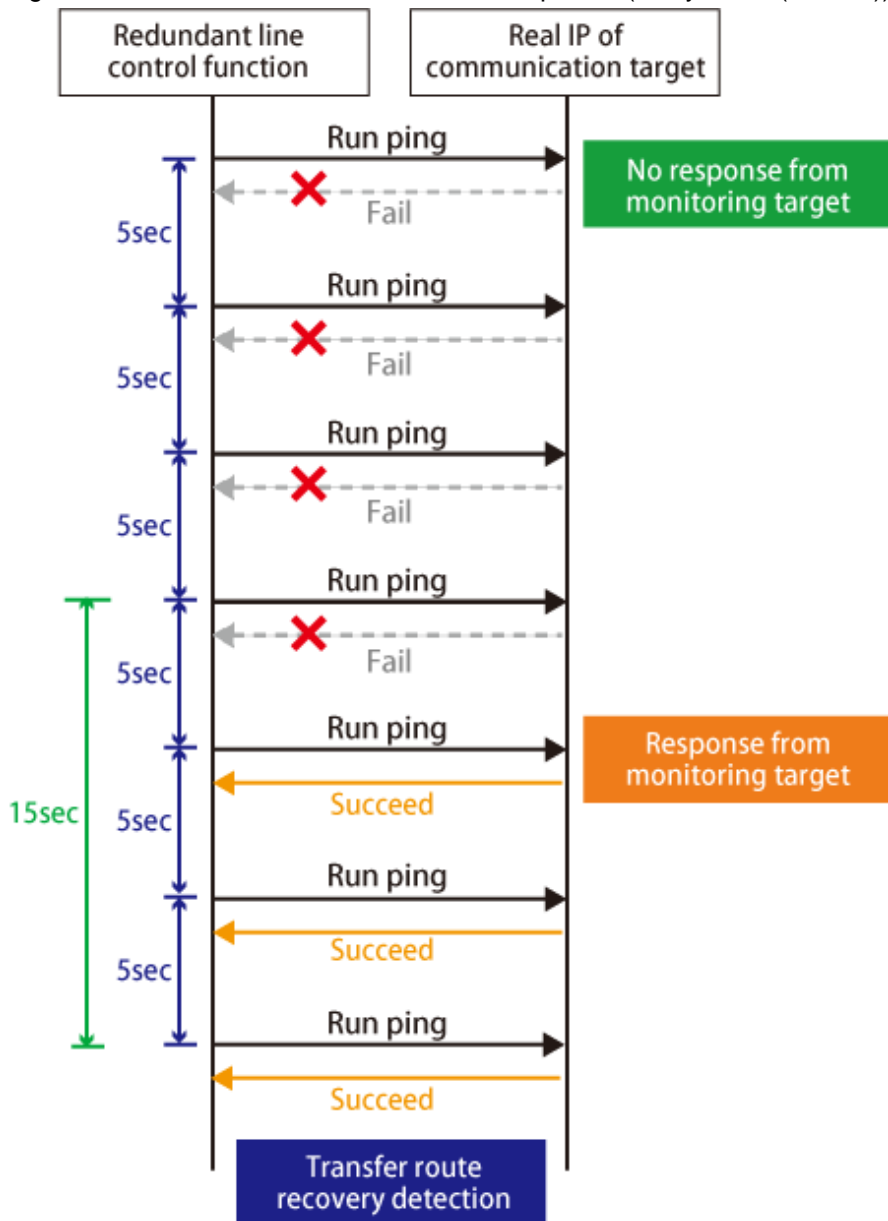 Redundant line
control function
Real IP of
communication target
Run ping
No response from
monitoring target
Fail
5sec
Run ping
Fail
5sec
Run ping
Fail
5sec
Run ping
Fail
5sec
Run ping
Response from
monitoring target
Succeed
15sec
5sec
Run ping
Succeed
5sec
Run ping
Succeed
Transfer route
recovery detection